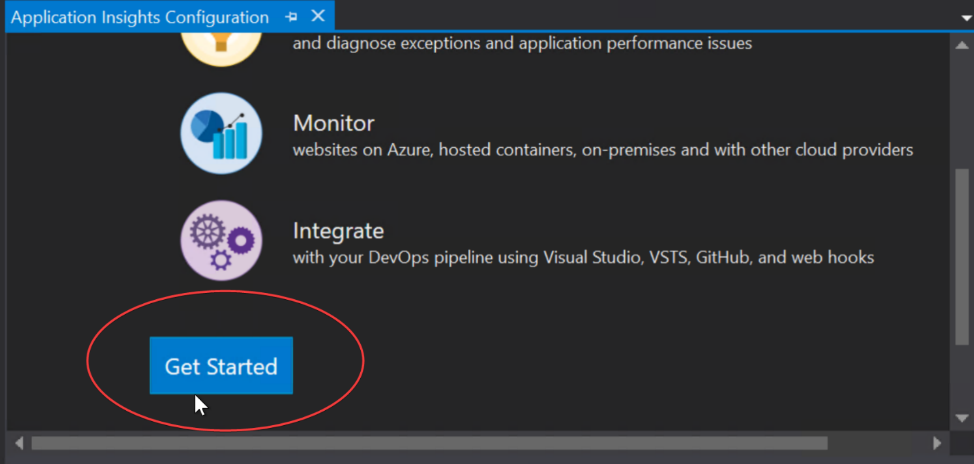 Application Insights Configuration
and diagnose exceptions and application performance issues
Monitor
websites on Azure, hosted containers, on-premises and with other cloud providers
Integrate
with your DevOps pipeline using Visual Studio, VSTS, GitHub, and web hooks
Get Started